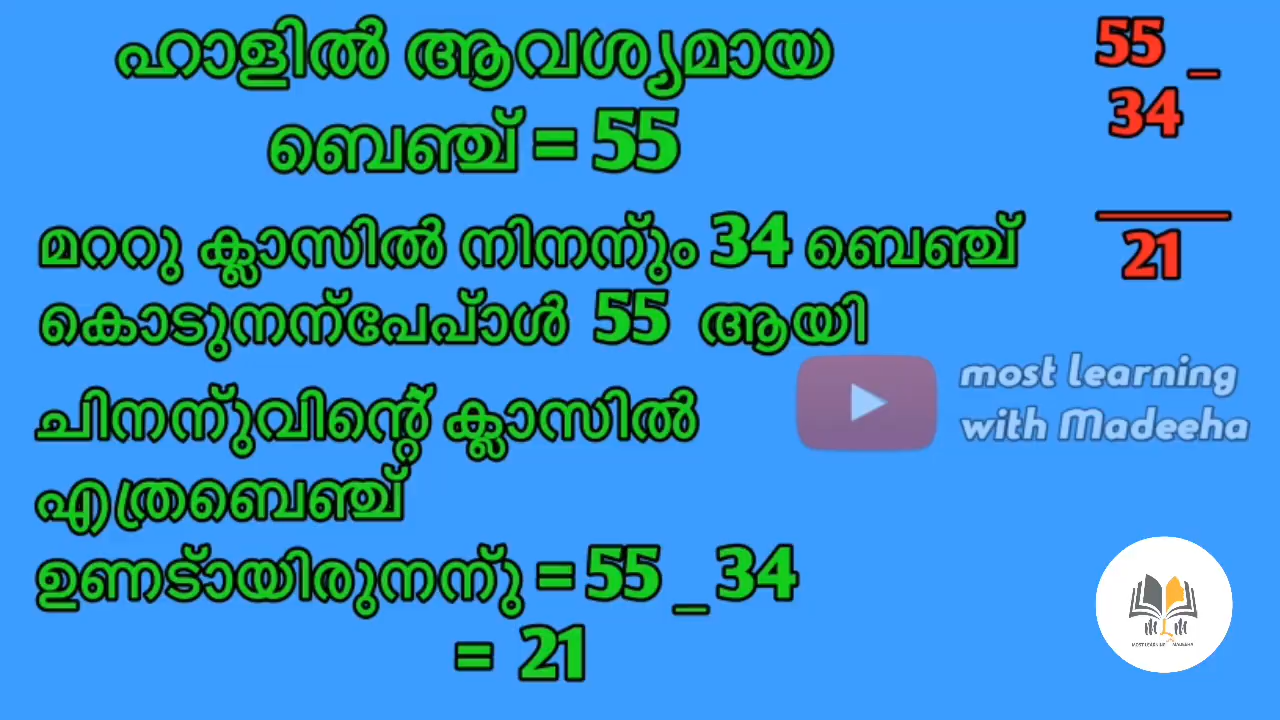 ഹാളിൽ ആവശ്യമായ
ബെഞ്ച് = 55
മററു ക്ലാസിൽ നിനന്ും 34 ബെഞ്ച്
കൊടുനന്പേപ്ാൾ 55 ആയി
ചിനന്ുവിന്റെ് ക്ലാസിൽ
എത്രബെഞ്ച്
ഉണട്ായിരുനന്ു = 55 _ 34
= 21
55 _
34
21
most learning
with Madeeha